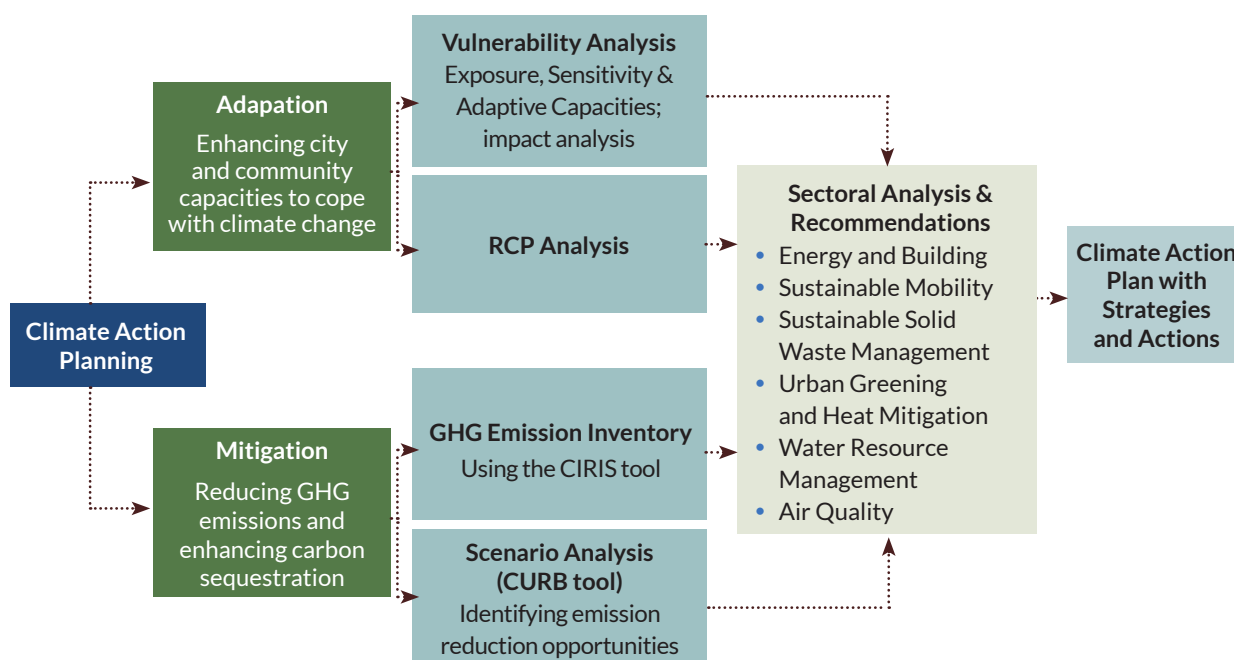 Climate Action
Planning
Adapation
Enhancing city
and community
capacities to cope
with climate change
Mitigation
Reducing GHG
emissions and
enhancing carbon
sequestration
Vulnerability Analysis
Exposure, Sensitivity &
Adaptive Capacities;
impact analysis
RCP Analysis
GHG Emission Inventory
Using the CIRIS tool
Scenario Analysis
(CURB tool)
Identifying emission
reduction opportunities
Sectoral Analysis &
Recommendations
• Energy and Building
• Sustainable Mobility
• Sustainable Solid
Waste Management
• Urban Greening
and Heat Mitigation
• Water Resource
Management
• Air Quality
Climate Action
Plan with
Strategies
and Actions